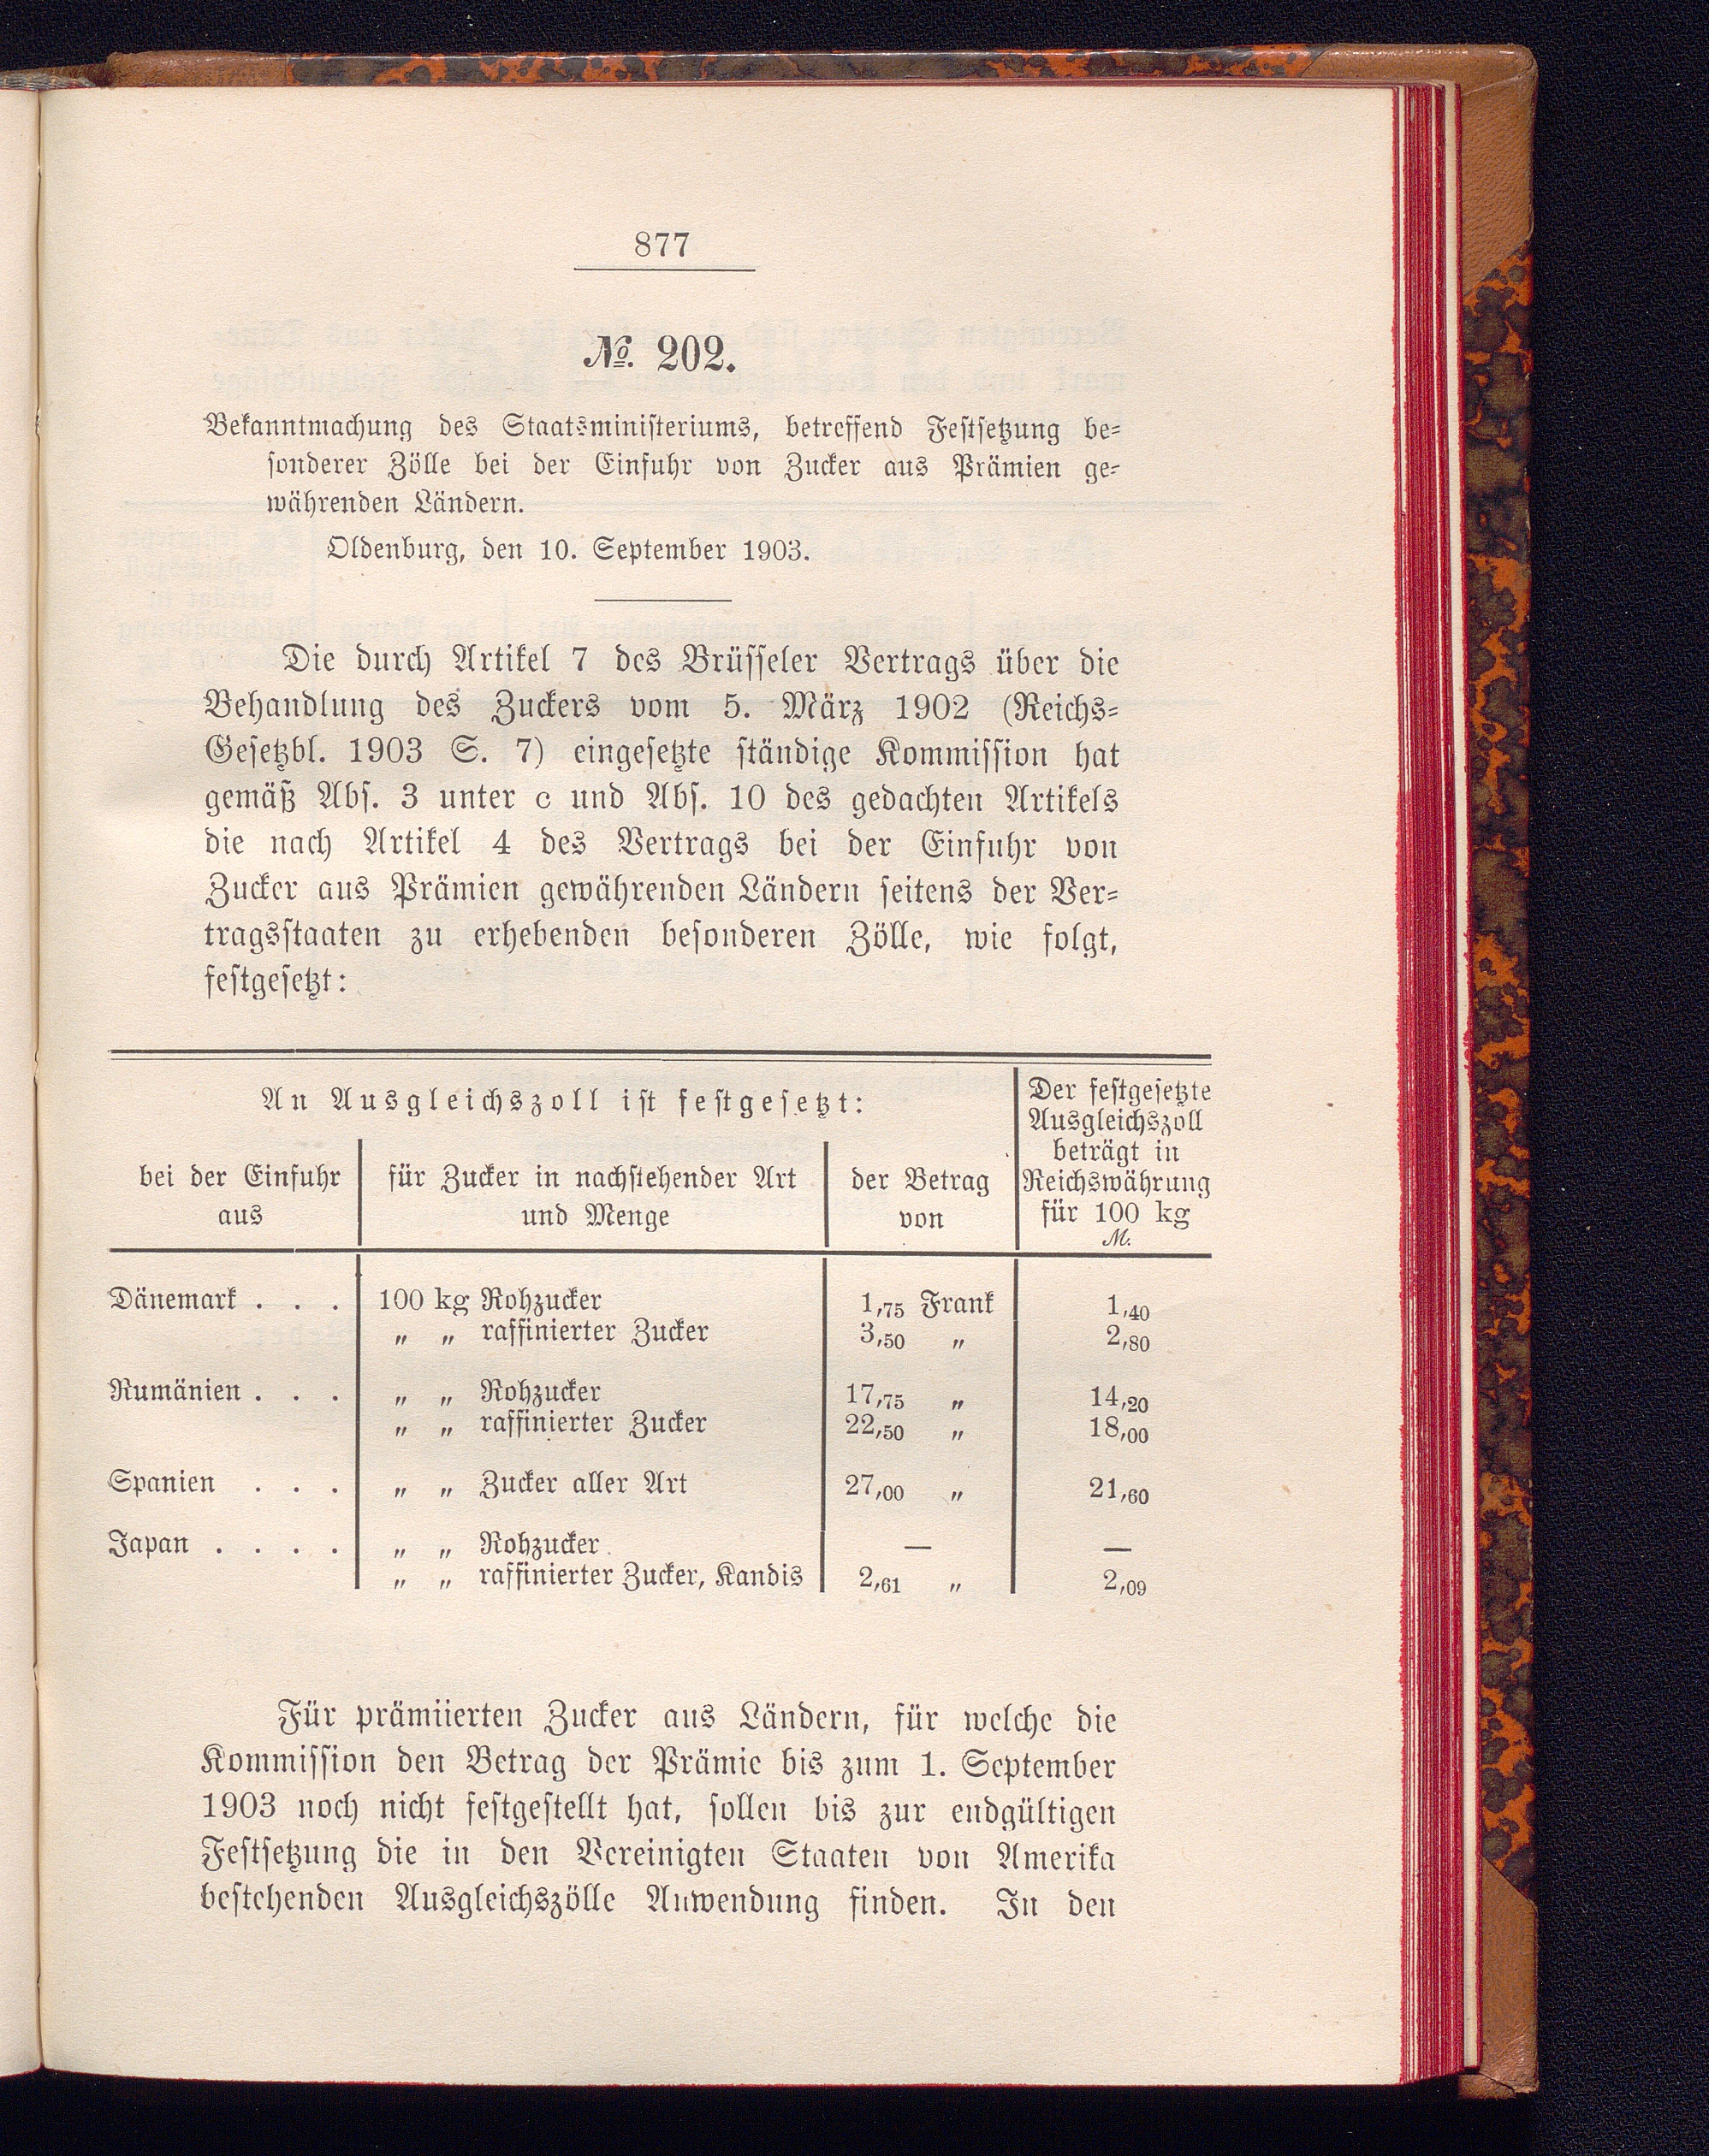 877
№. 202.
Bekanntmachung des Staatsministeriums, betreffend Festsetzung be-
sonderer Zölle bei der Einfuhr von Zucker aus Prämien ge-
währenden Ländern.
Oldenburg, den 10. September 1903.
Die durch Artikel 7 des Brüsseler Vertrags über die
Behandlung des Zuckers vom 5. März 1902 (Reichs-
Gesetzbl. 1903 S. 7) eingesetzte ständige Kommission hat
gemäß Abs. 3 unter c und Abs. 10 des gedachten Artikels
die nach Artikel 4 des Vertrags bei der Einfuhr von
Zucker aus Prämien gewährenden Ländern seitens der Ver-
tragsstaaten zu erhebenden besonderen Zölle, wie folgt,
festgesetzt:
An Ausgleichszoll ist festgesetzt:
bei der Einfuhr
aus
für Zucker in nachstehender Art
und Menge
der Betrag
von
Der festgesetzte
Ausgleichszoll
beträgt in
Reichswährung
für 100 kg
M.
Dänemark . . . 100 kg Rohzucker 1,75 Frank 1,40
„ „ raffinierter Zucker 3,50 „ 2,80
Rumänien . . . „ „ Rohzucker 17,75 „ 14,20
„ „ raffinierter Zucker 22,50 „ 18,00
Spanien . . . „ „ Zucker aller Art 27,00 „ 21,60
Japan . . . . „ „ Rohzucker — —
„ „ raffinierter Zucker, Kandis 2,61 „ 2,09
Für prämiierten Zucker aus Ländern, für welche die
Kommission den Betrag der Prämie bis zum 1. September
1903 noch nicht festgestellt hat, sollen bis zur endgültigen
Festsetzung die in den Vereinigten Staaten von Amerika
bestehenden Ausgleichszölle Anwendung finden. In den